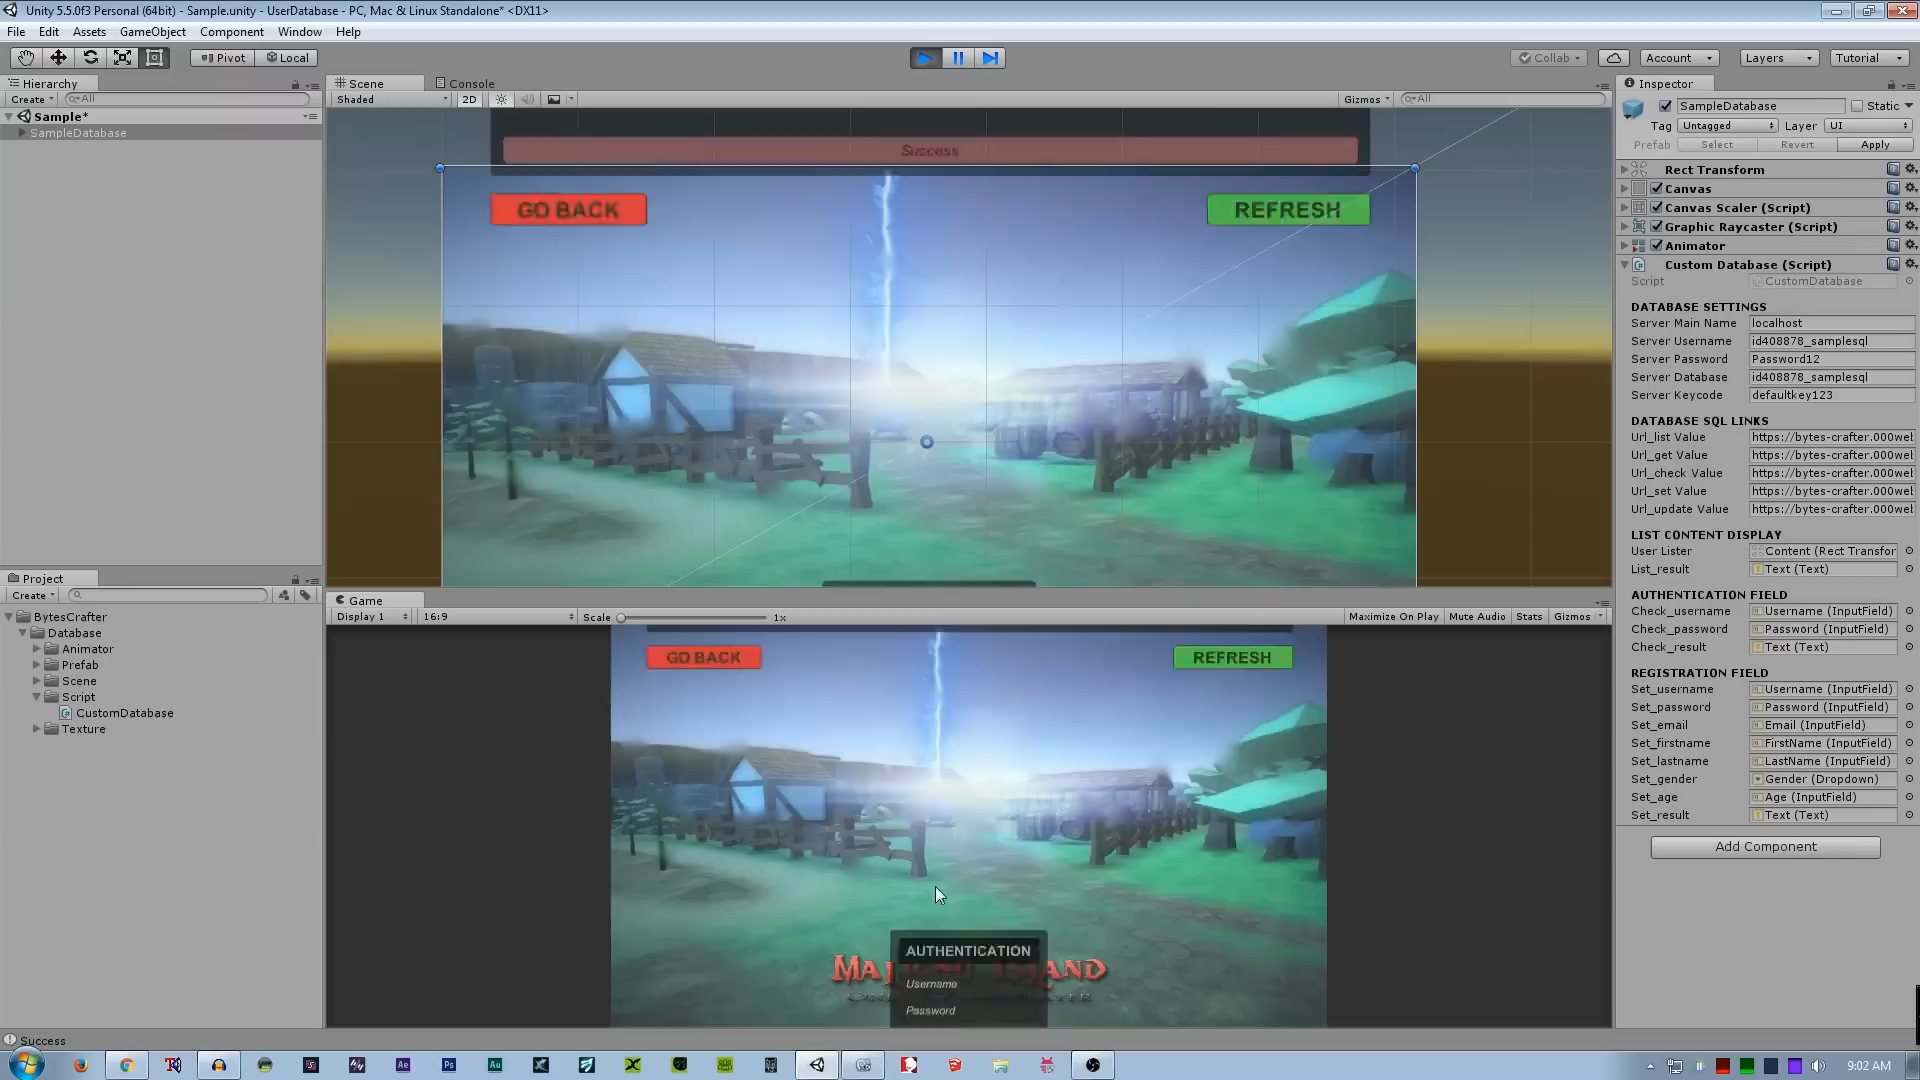 Unity 5.5.0f3 Personal (64bit) - Sample.unity - UserDatabase - PC, Mac & Linux Standalone* <DX11>
File Edit Assets GameObject Component Window Help
Pivot Local Collab Account Layers Tutorial
Hierarchy
Create All
Sample*
SampleDatabase
Scene Console
Shaded 2D Gizmos All
Success
GO BACK REFRESH
Project
Create
BytesCrafter
Database
Animator
Prefab
Scene
Script
CustomDatabase
Texture
Game
Display 1 16:9 Scale 1x Maximize On Play Mute Audio Stats Gizmos
GO BACK REFRESH
AUTHENTICATION
Username
Password
Inspector
SampleDatabase Static
Tag Untagged Layer UI
Prefab Select Revert Apply
Rect Transform
Canvas
Canvas Scaler (Script)
Graphic Raycaster (Script)
Animator
Custom Database (Script)
Script CustomDatabase
DATABASE SETTINGS
Server Main Name localhost
Server Username id408878_samplesql
Server Password Password12
Server Database id408878_samplesql
Server Keycode defaultkey123
DATABASE SQL LINKS
Url_list Value https://bytes-crafter.000wel
Url_get Value https://bytes-crafter.000wel
Url_check Value https://bytes-crafter.000wel
Url_set Value https://bytes-crafter.000wel
Url_update Value https://bytes-crafter.000wel
LIST CONTENT DISPLAY
User Lister Content (Rect Transfor
List_result Text (Text)
AUTHENTICATION FIELD
Check_username Username (InputField)
Check_password Password (InputField)
Check_result Text (Text)
REGISTRATION FIELD
Set_username Username (InputField)
Set_password Password (InputField)
Set_email Email (InputField)
Set_firstname FirstName (InputField)
Set_lastname LastName (InputField)
Set_gender Gender (Dropdown)
Set_age Age (InputField)
Set_result Text (Text)
Add Component
Success
9:02 AM